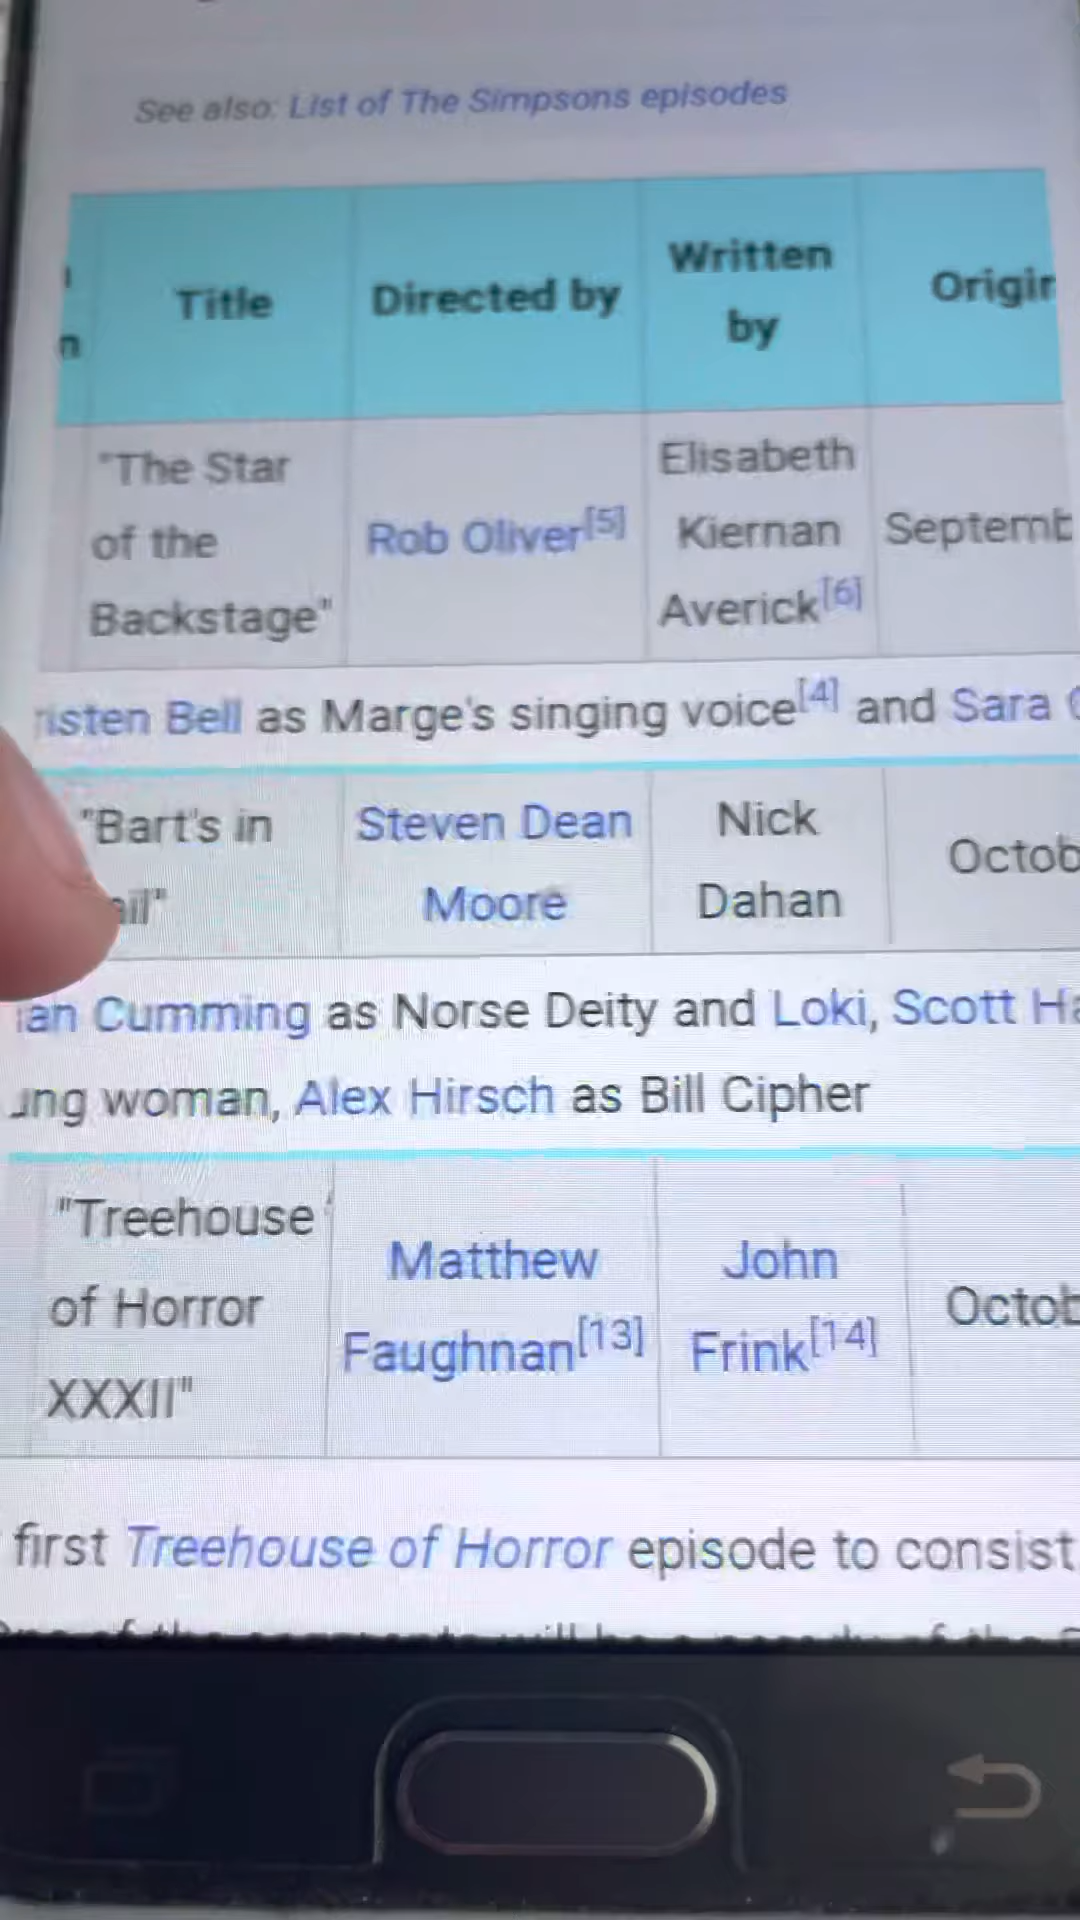 See also: List of The Simpsons episodes
Title Directed by Written by Origin
"The Star of the Backstage" Rob Oliver[5] Elisabeth Kiernan Averick[6] Septemb
risten Bell as Marge's singing voice[4] and Sara
"Bart's in ail" Steven Dean Moore Nick Dahan Octob
an Cumming as Norse Deity and Loki, Scott Ha
ing woman, Alex Hirsch as Bill Cipher
"Treehouse of Horror XXXII" Matthew Faughnan[13] John Frink[14] Octob
first Treehouse of Horror episode to consist